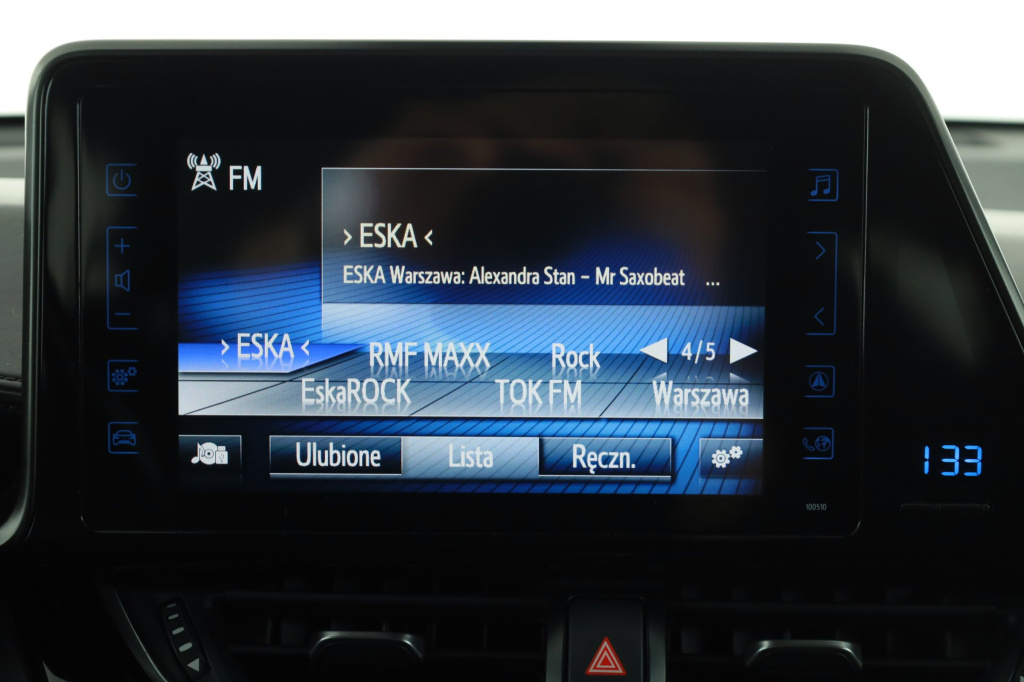 FM
› ESKA ‹
ESKA Warszawa: Alexandra Stan – Mr Saxobeat ...
› ESKA ‹ RMF MAXX Rock 4/5
EskaROCK TOK FM Warszawa
Ulubione Lista Ręczn.
133
100510